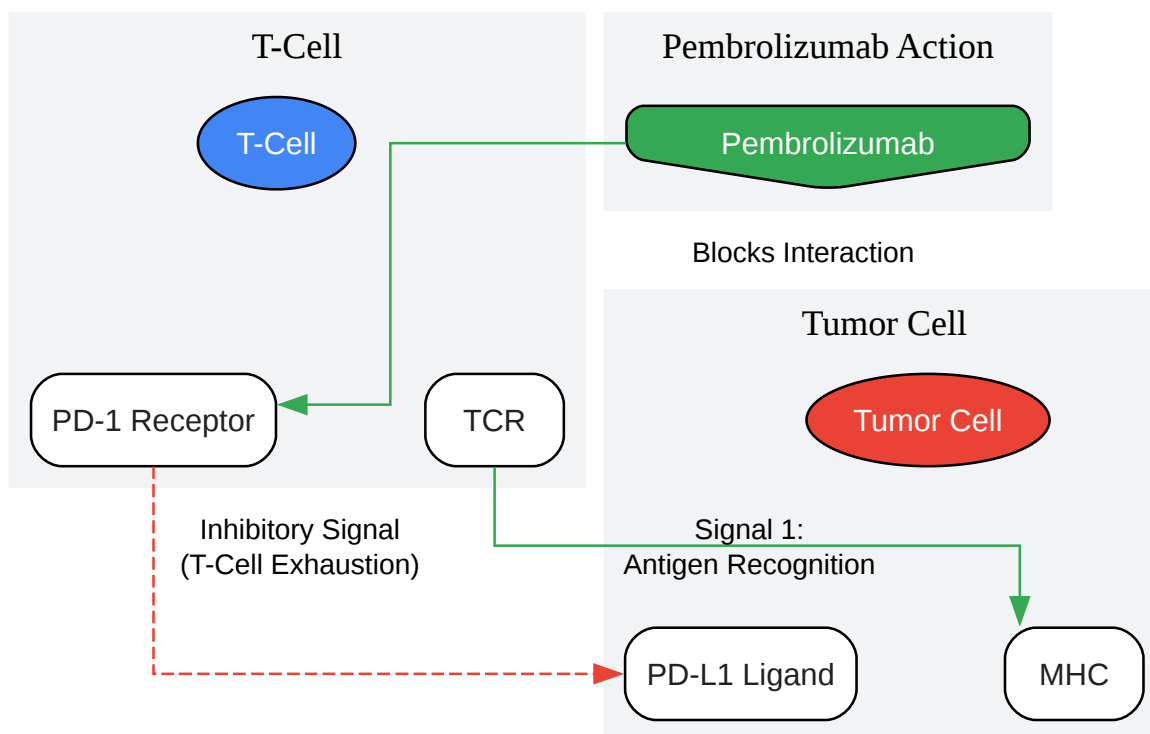 T-Cell
Pembrolizumab Action
T-Cell
Pembrolizumab
Blocks Interaction
Tumor Cell
PD-1 Receptor
TCR
Tumor Cell
Inhibitory Signal
(T-Cell Exhaustion)
Signal 1:
Antigen Recognition
PD-L1 Ligand
MHC